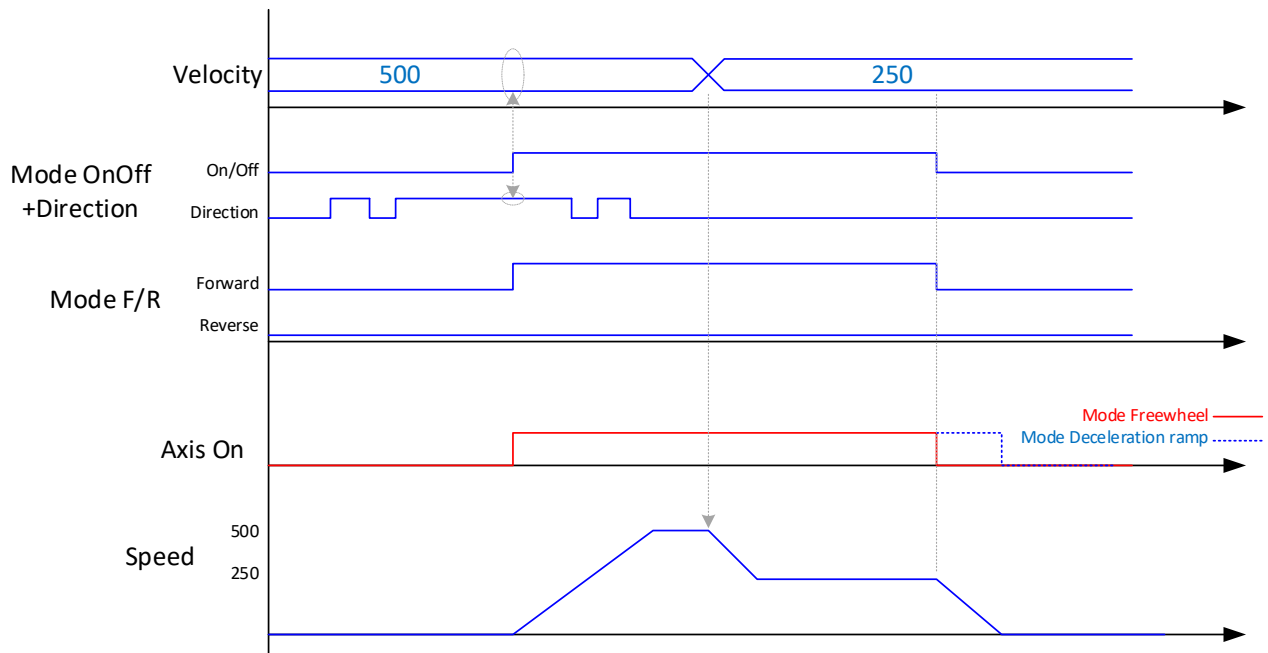 Velocity
500
250
Mode OnOff
+Direction
On/Off
Direction
Mode F/R
Forward
Reverse
Axis On
Mode Freewheel
Mode Deceleration ramp
Speed
500
250